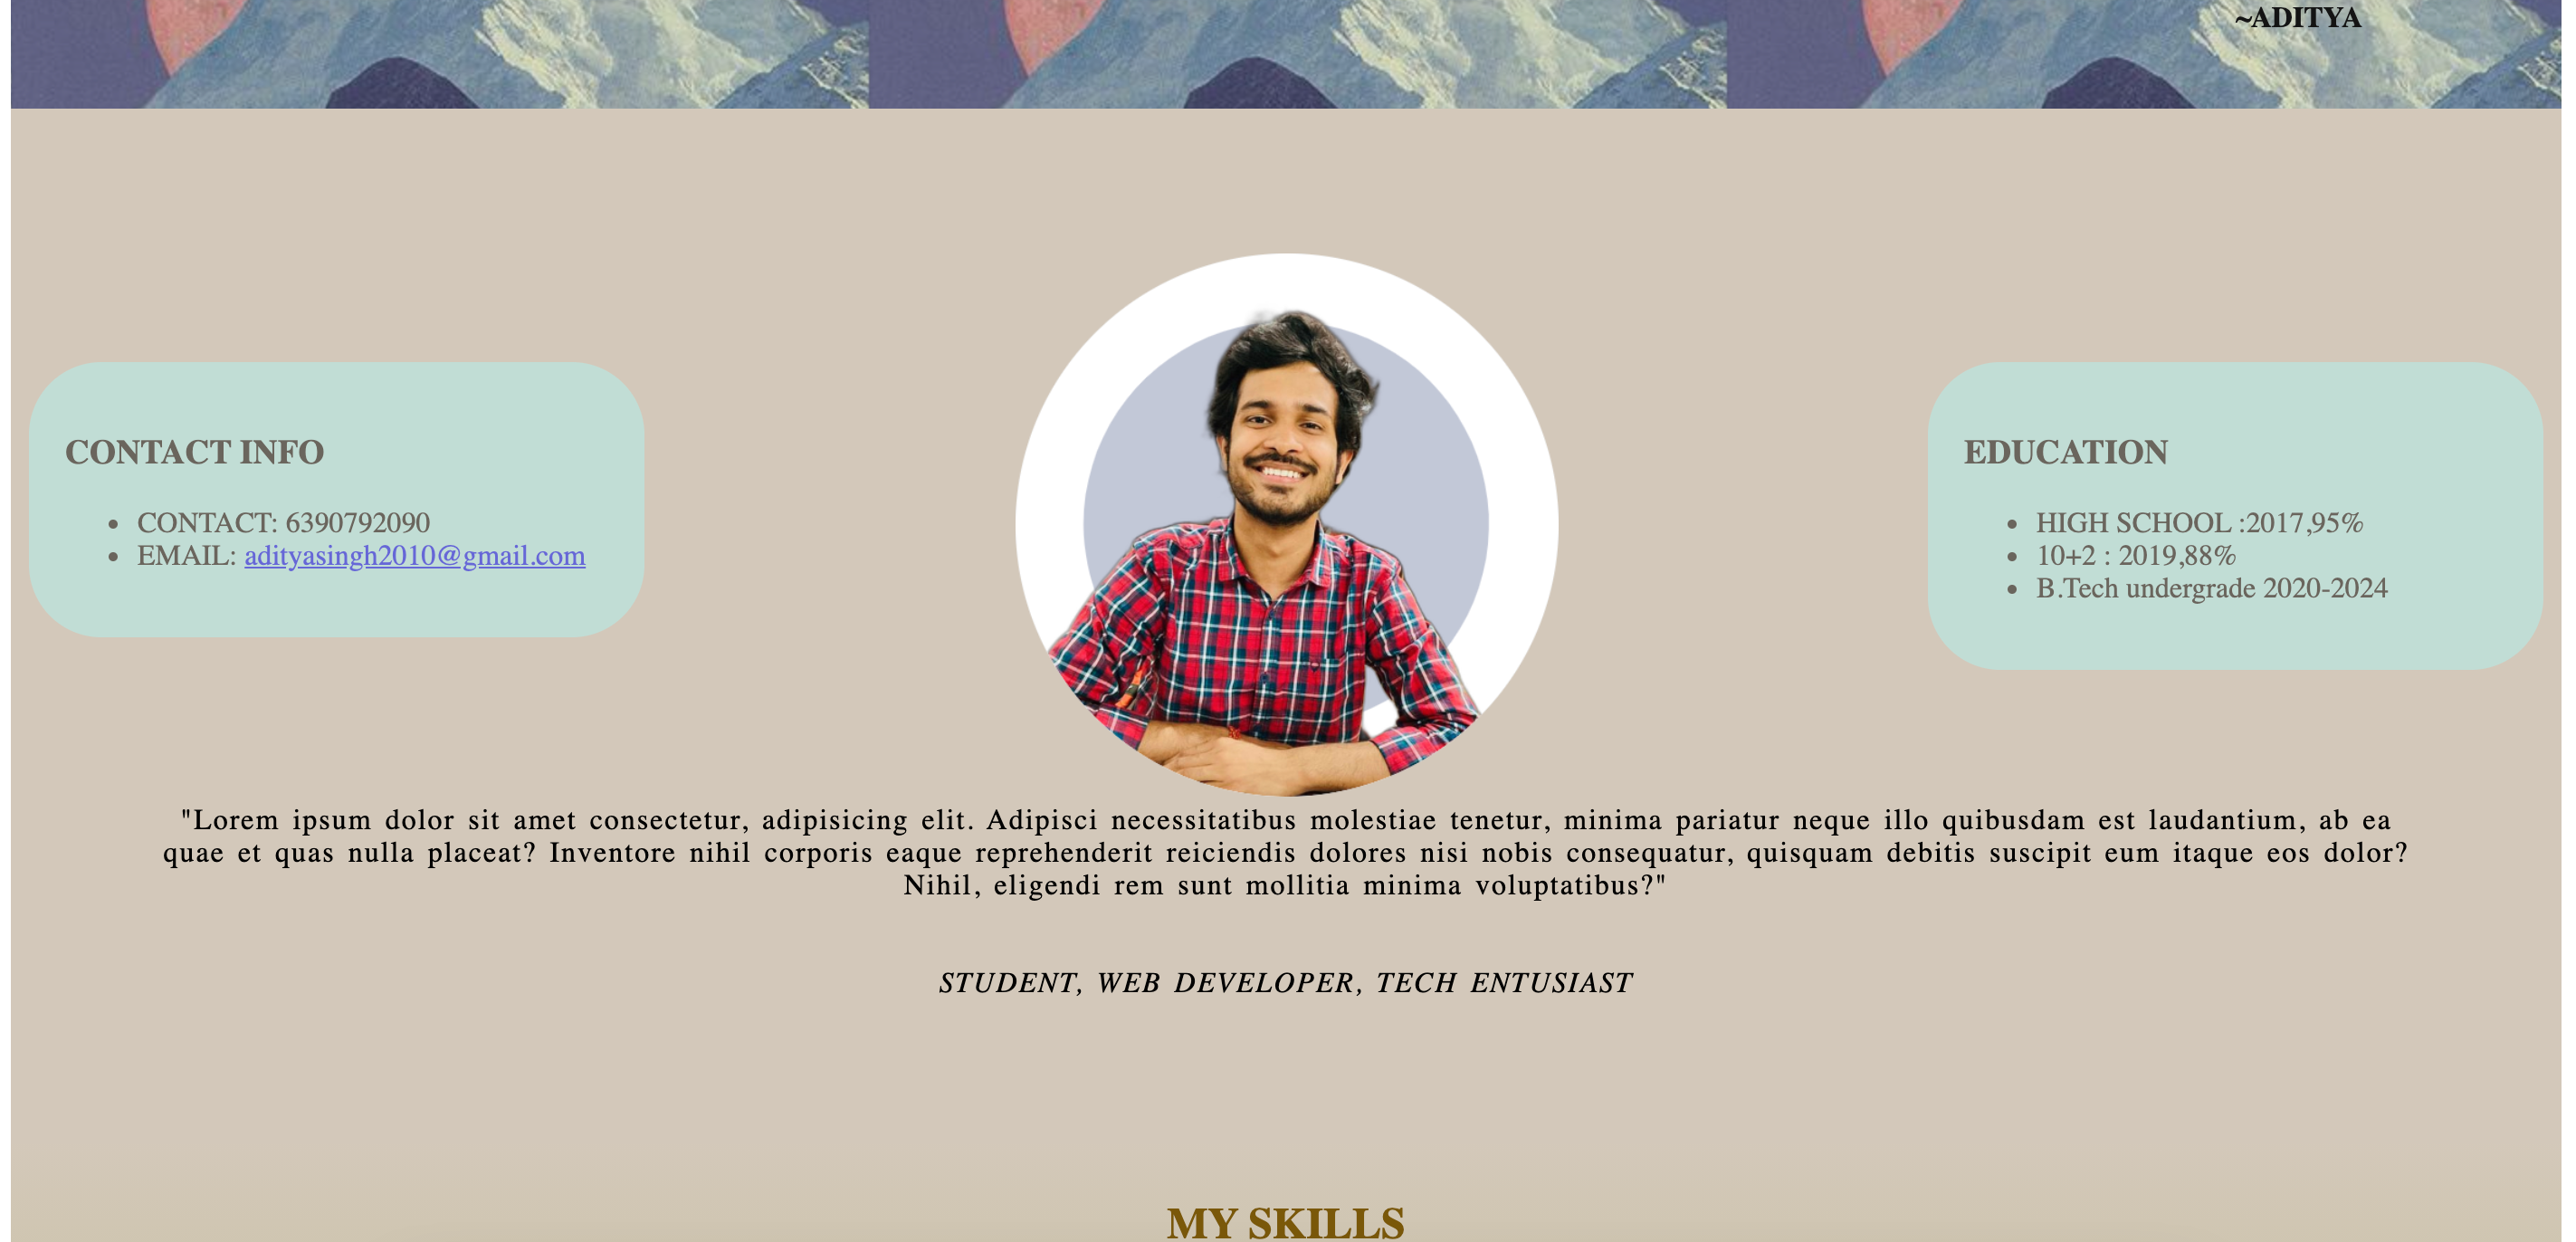 ~ADITYA
CONTACT INFO
CONTACT: 6390792090
EMAIL: adityasingh2010@gmail.com
EDUCATION
HIGH SCHOOL :2017,95%
10+2 : 2019,88%
B.Tech undergrade 2020-2024
"Lorem ipsum dolor sit amet consectetur, adipisicing elit. Adipisci necessitatibus molestiae tenetur, minima pariatur neque illo quibusdam est laudantium, ab ea
quae et quas nulla placeat? Inventore nihil corporis eaque reprehenderit reiciendis dolores nisi nobis consequatur, quisquam debitis suscipit eum itaque eos dolor?
Nihil, eligendi rem sunt mollitia minima voluptatibus?"
STUDENT, WEB DEVELOPER, TECH ENTUSIAST
MY SKILLS